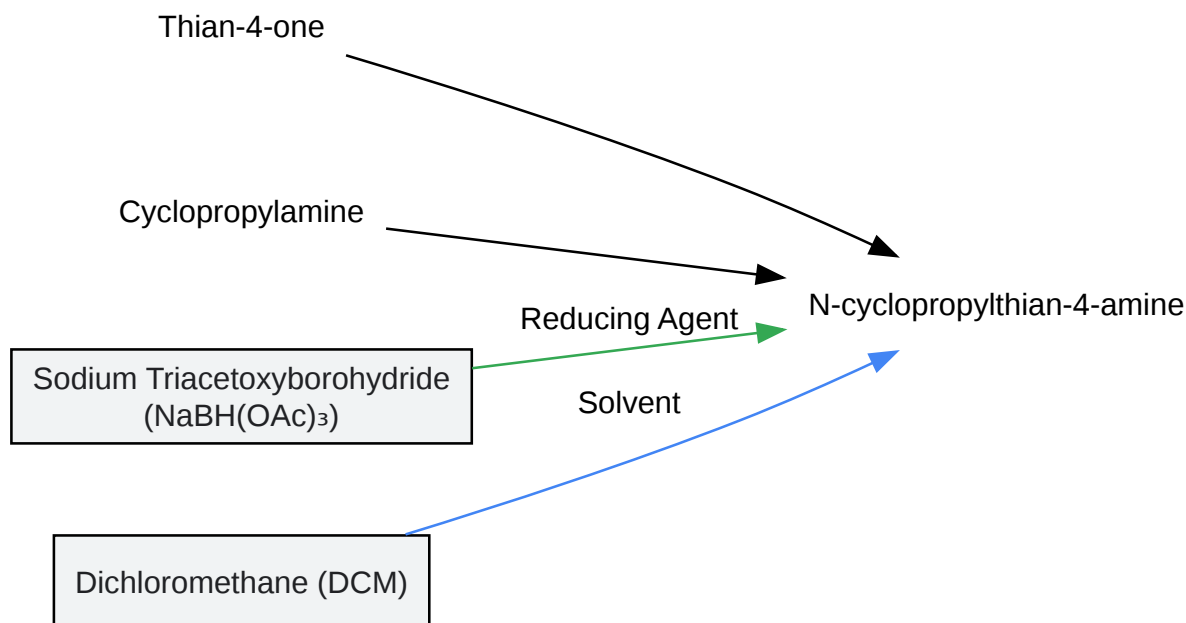 Thian-4-one
Cyclopropylamine
N-cyclopropylthian-4-amine
Reducing Agent
Sodium Triacetoxyborohydride
(NaBH(OAc)₃)
Solvent
Dichloromethane (DCM)